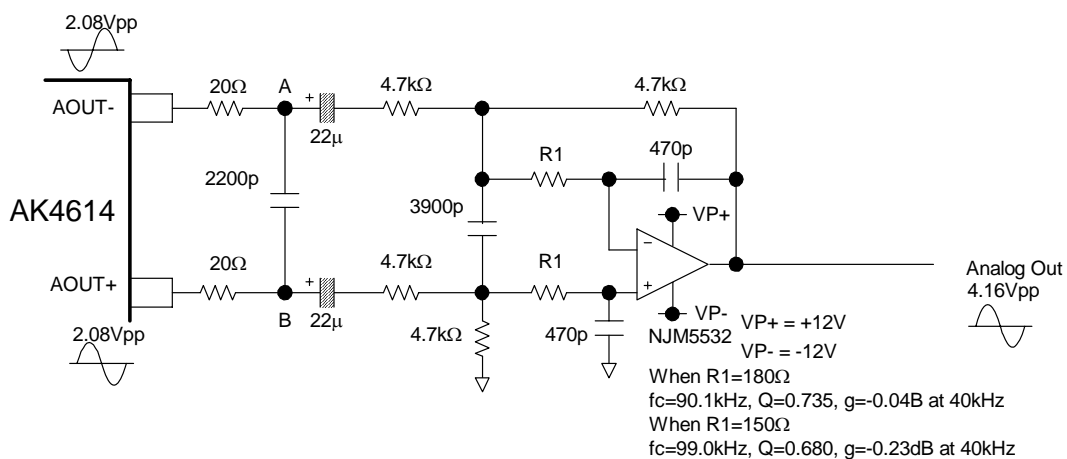 2.08Vpp
20Ω
A
+
4.7kΩ
4.7kΩ
AOUT-
22μ
R1
470p
2200p
AK4614
3900p
VP+
−
4.7kΩ
R1
20Ω
+
+
AOUT+
Analog Out
4.16Vpp
B
22μ
VP-
2.08Vpp
4.7kΩ
470p
NJM5532
VP+ = +12V
VP- = -12V
When R1=180Ω
fc=90.1kHz, Q=0.735, g=-0.04B at 40kHz
When R1=150Ω
fc=99.0kHz, Q=0.680, g=-0.23dB at 40kHz